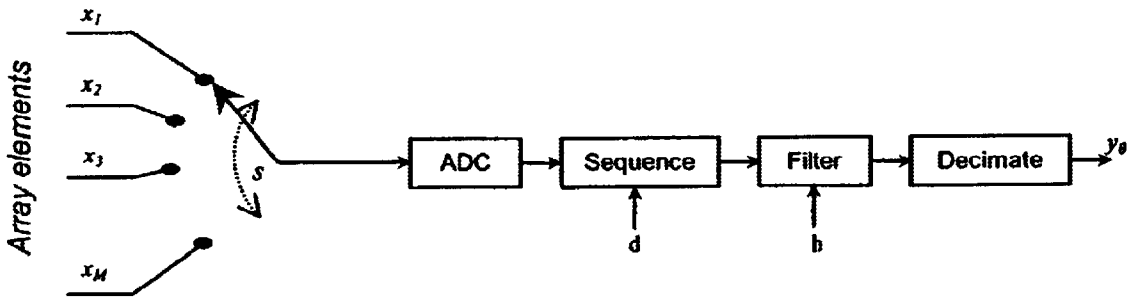 Array elements
x1
x2
x3
xM
s
ADC
Sequence
Filter
Decimate
yθ
d
h